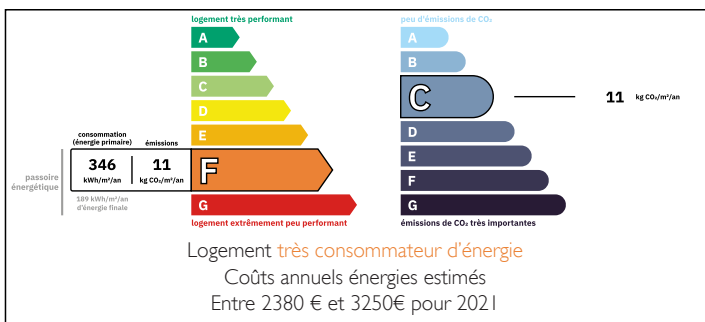 logement très performant
A
B
C
D
E
consommation
(énergie primaire)
émissions
346
kWh/m²/an
11
kg CO₂/m²/an
F
passoire
énergétique
189 kWh/m²/an
d'énergie finale
G
logement extrêmement peu performant
peu d'émissions de CO₂
A
B
C
11 kg CO₂/m²/an
D
E
F
G
émissions de CO₂ très importantes
Logement très consommateur d'énergie
Coûts annuels énergies estimés
Entre 2380 € et 3250€ pour 2021